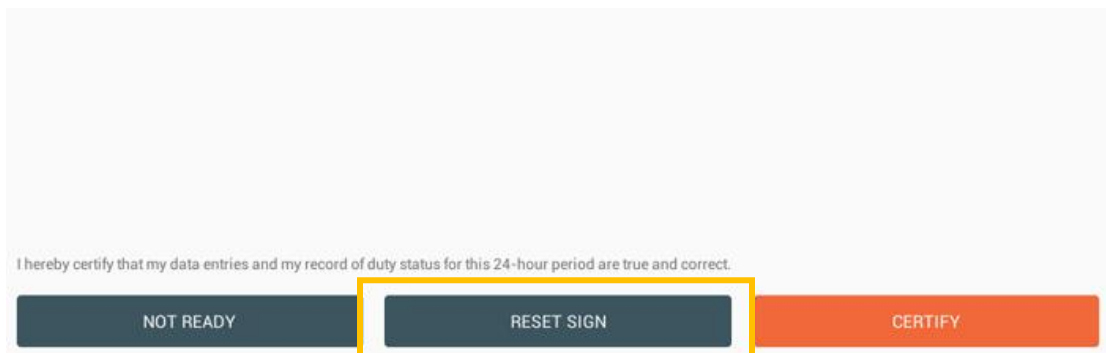 I hereby certify that my data entries and my record of duty status for this 24-hour period are true and correct.
NOT READY RESET SIGN CERTIFY